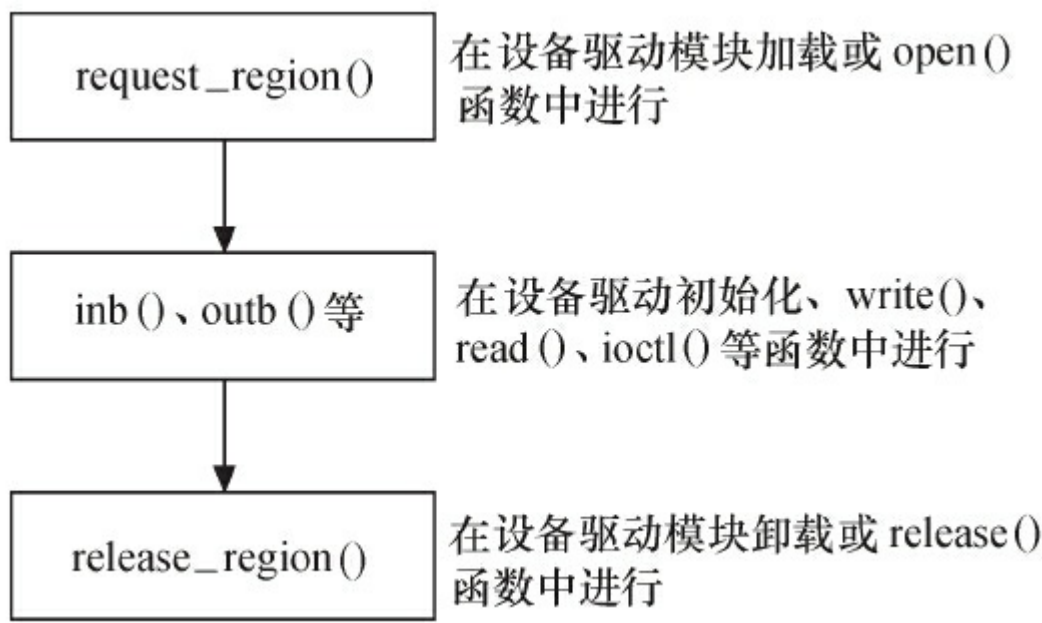 request_region()
在设备驱动模块加载或 open()
函数中进行
inb()、outb()等
在设备驱动初始化、write()、
read()、ioctl()等函数中进行
release_region()
在设备驱动模块卸载或 release()
函数中进行